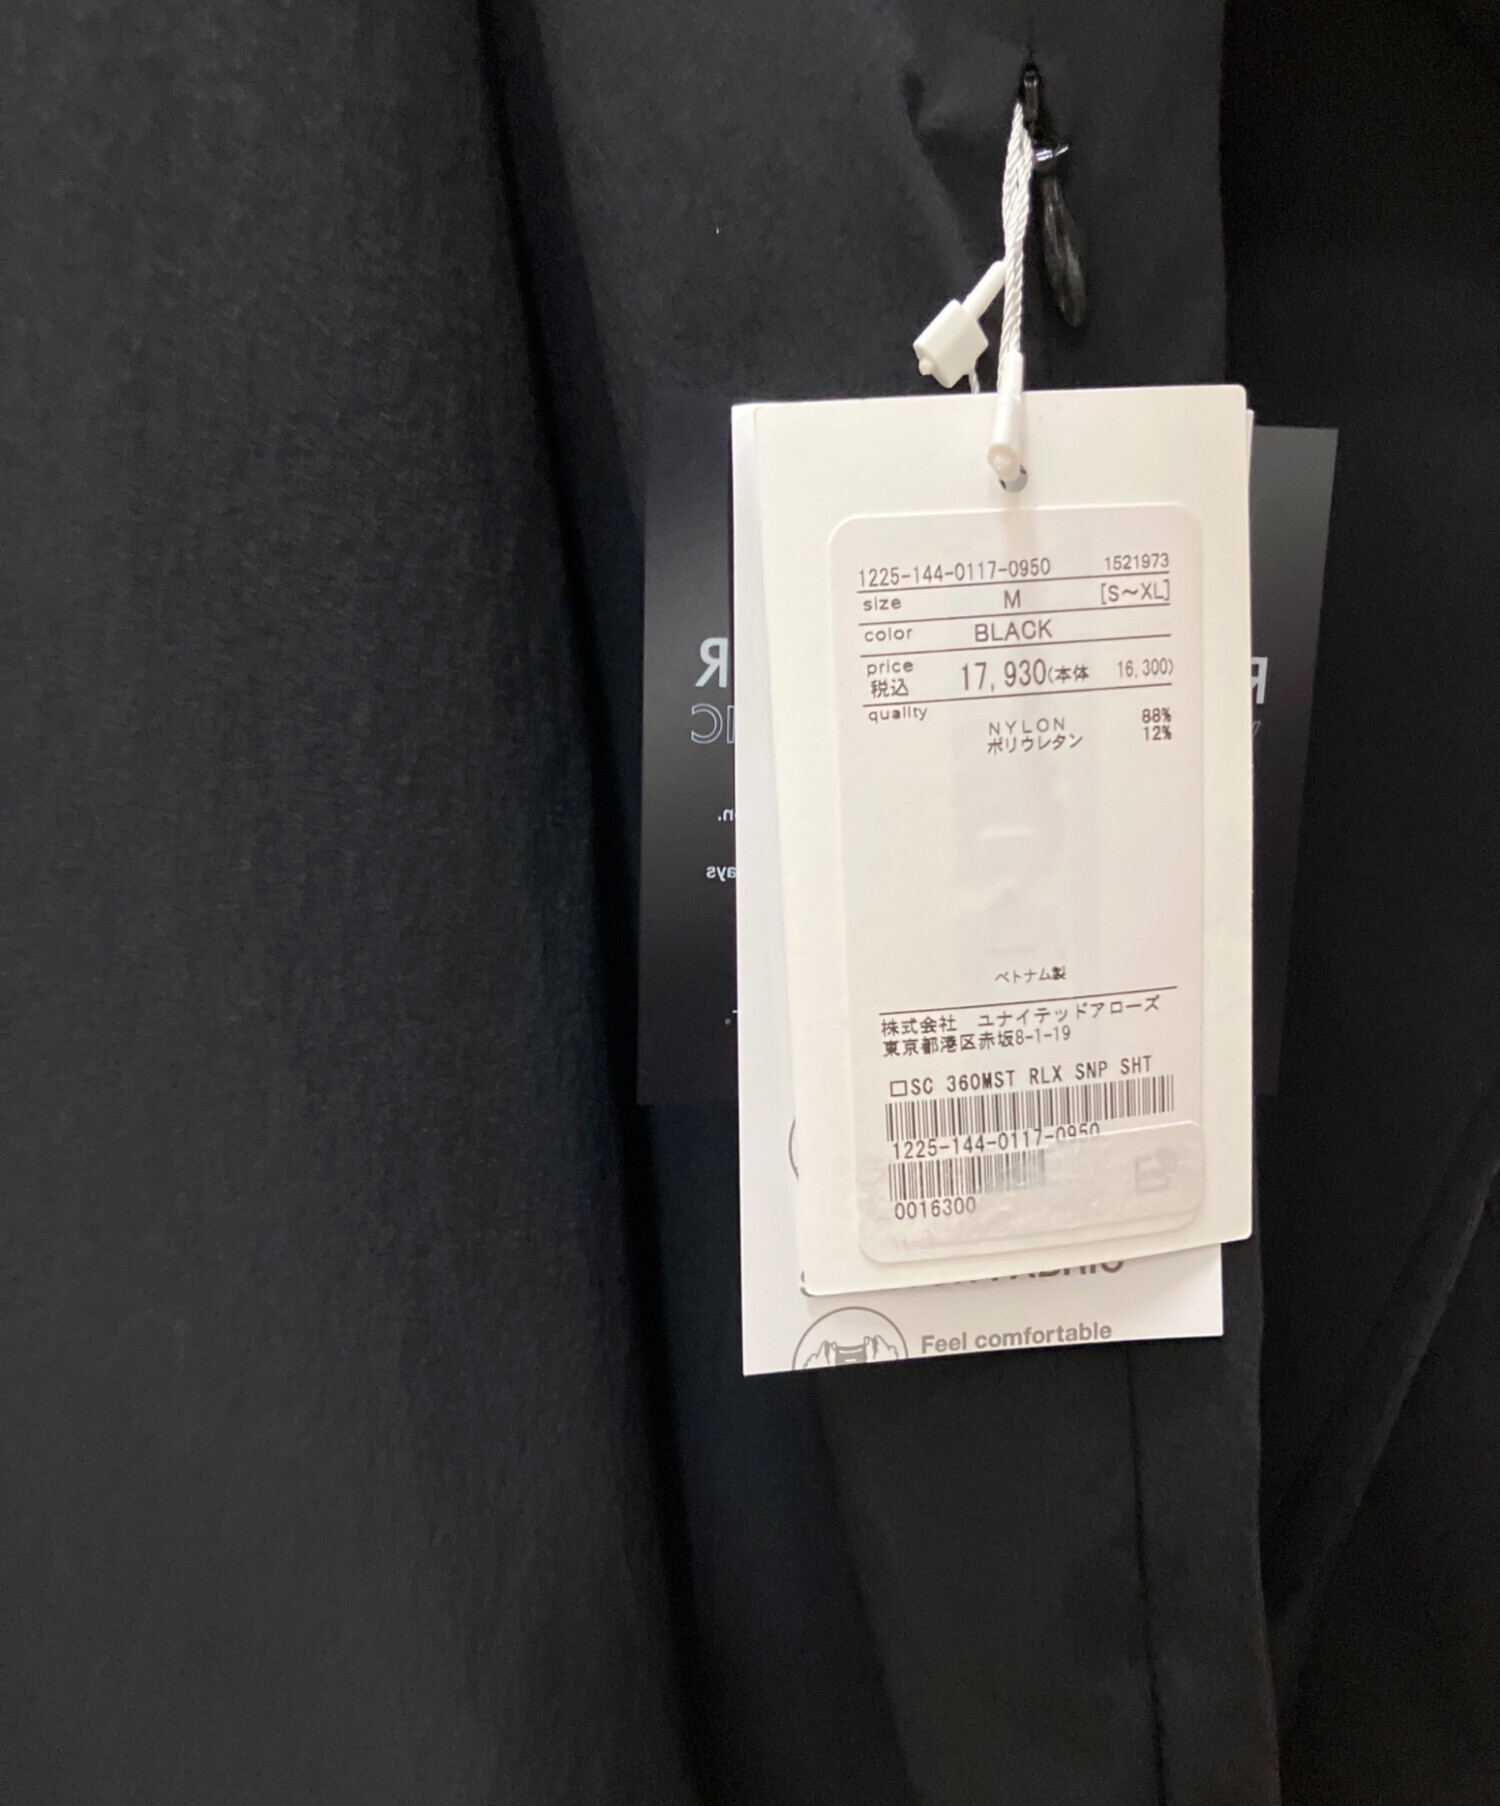 1225-144-0117-0950 1521973
size M [S～XL]
color BLACK
price 税込 17,930(本体 16,300)
quality
NYLON 88%
ポリウレタン 12%
ベトナム製
株式会社 ユナイテッドアローズ
東京都港区赤坂8-1-19
□SC 360MST RLX SNP SHT
1225-144-0117-0950
0016300
Feel comfortable